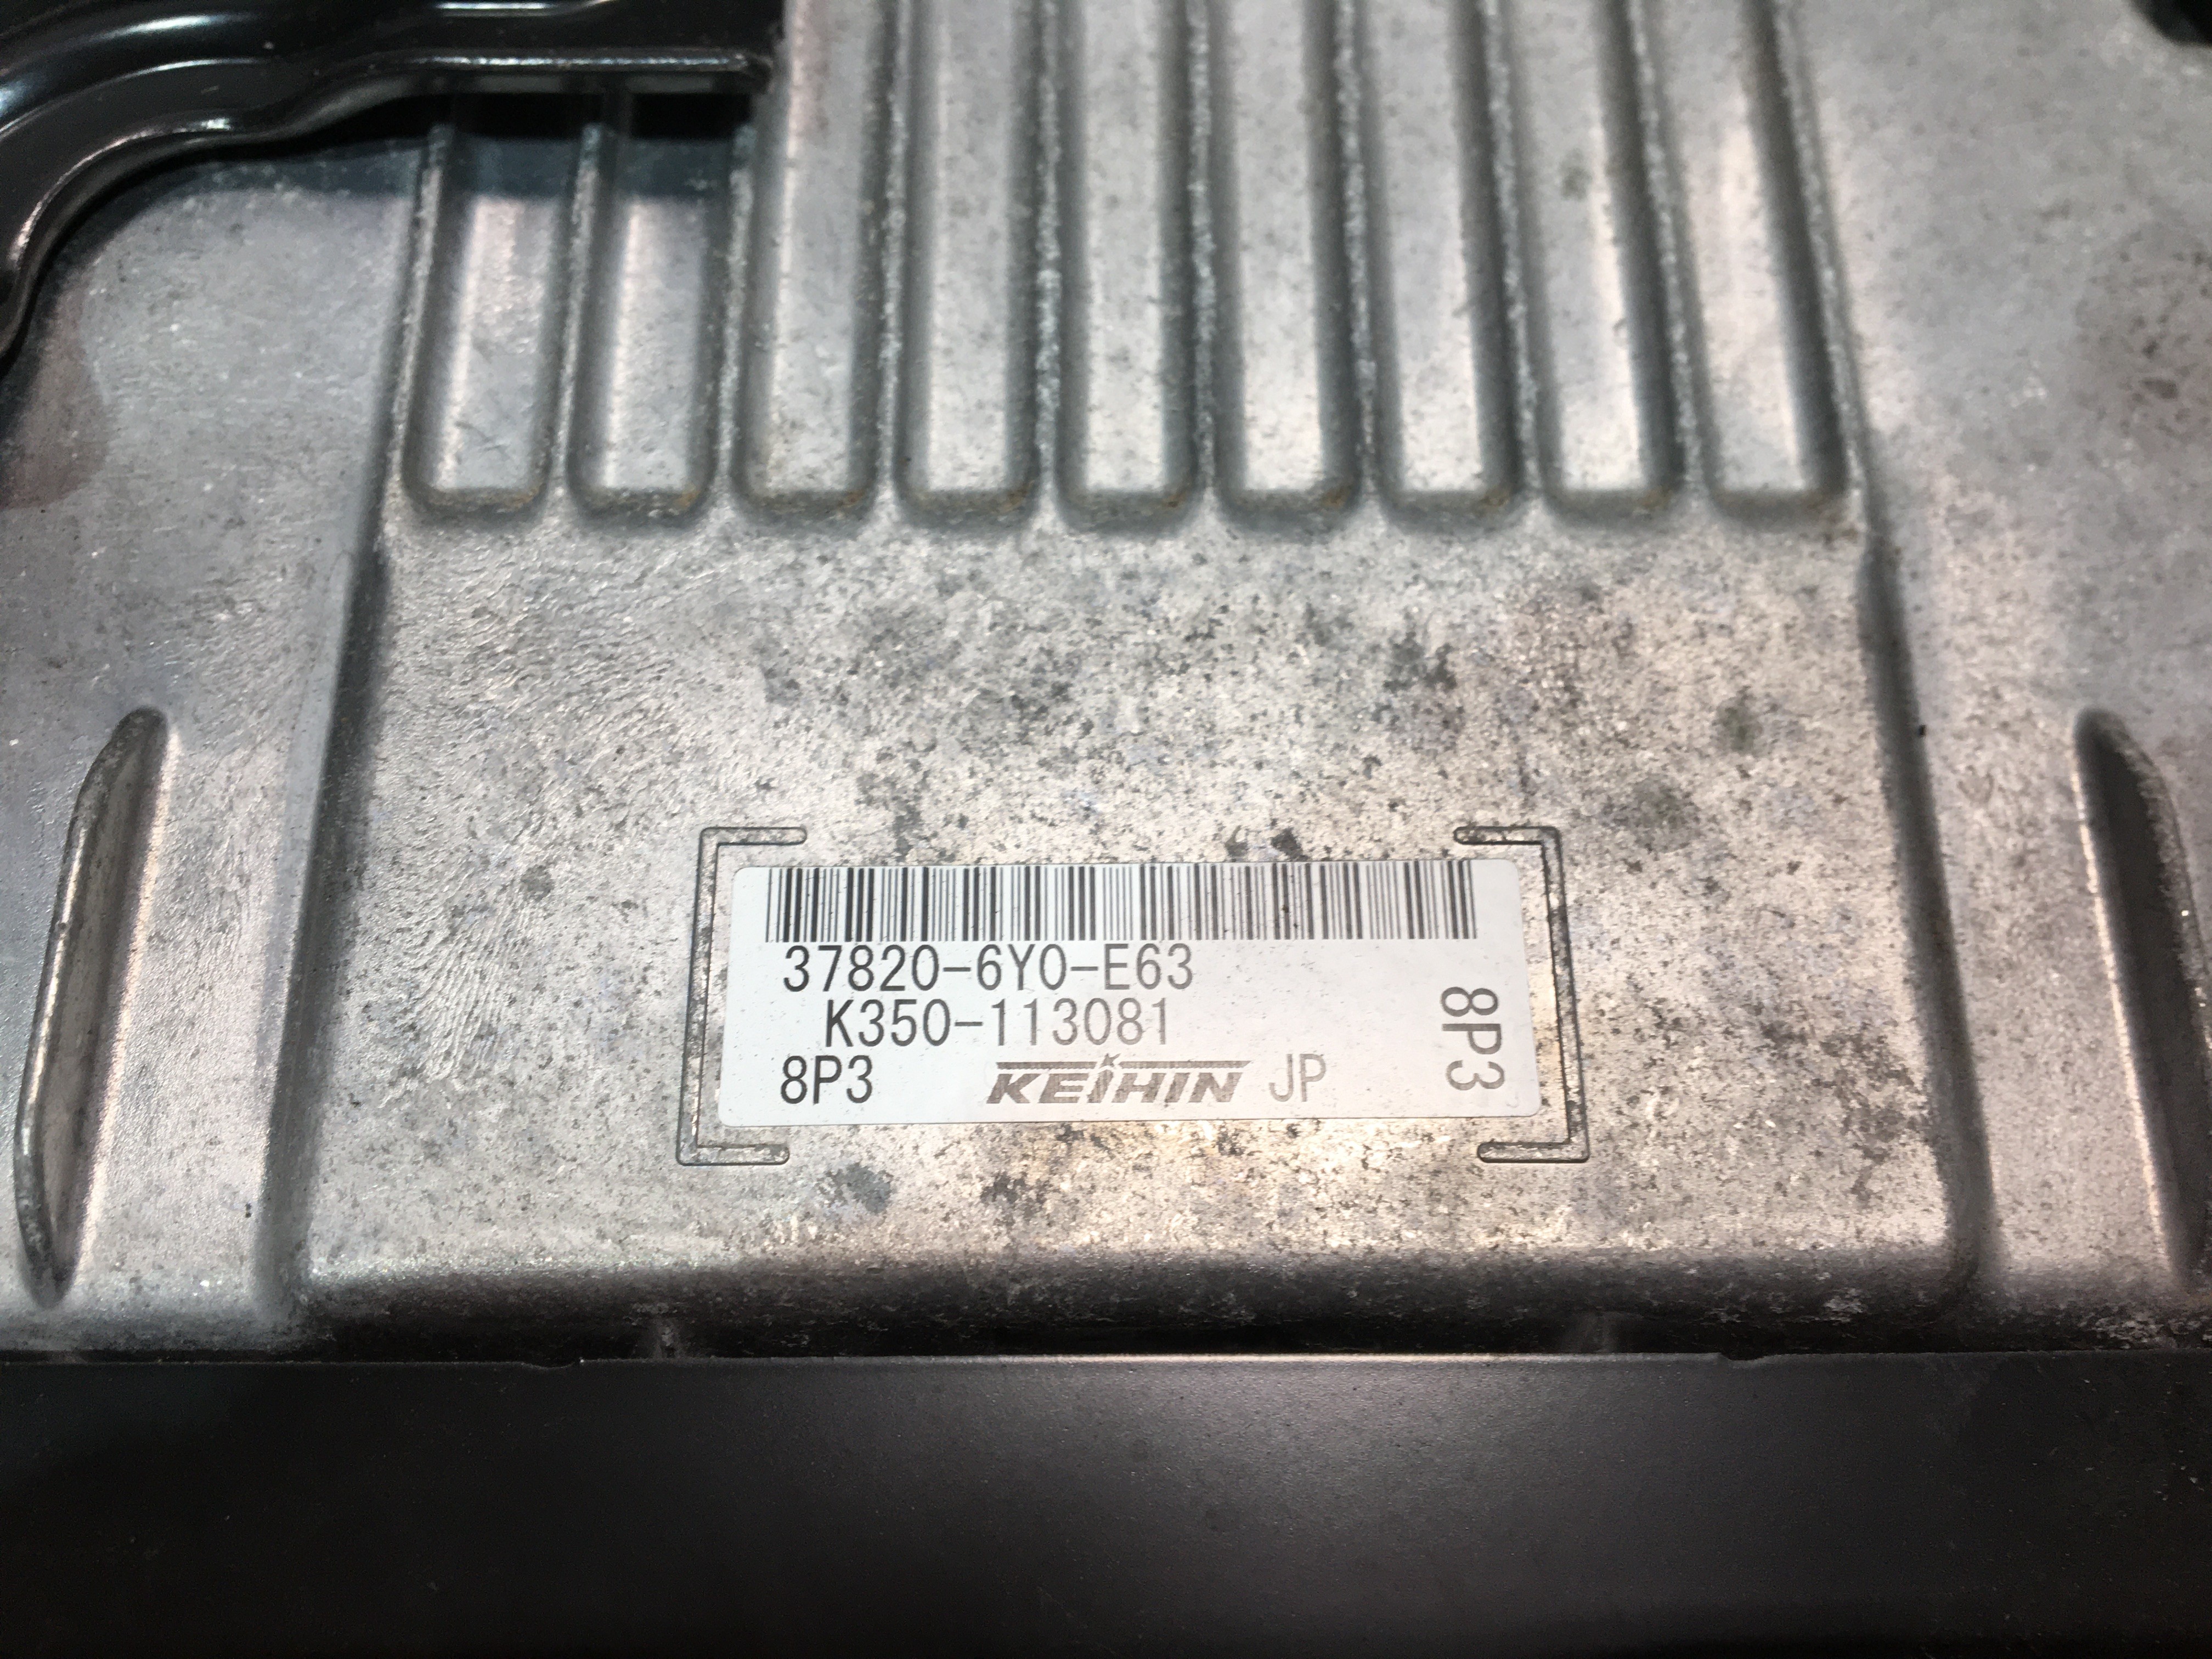 37820-6Y0-E63
K350-113081
8P3 KEIHIN JP
8P3